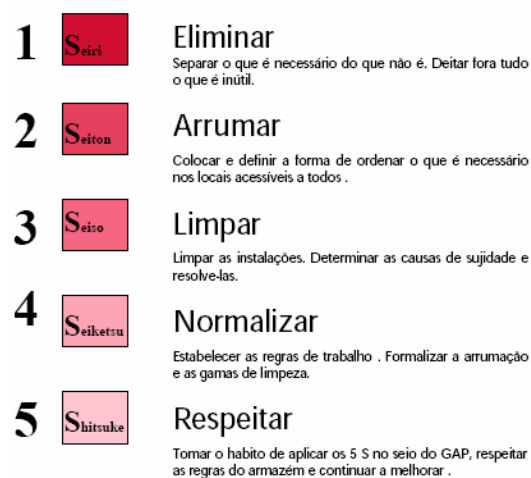 1 Seiri Eliminar
Separar o que é necessário do que não é. Deitar fora tudo
o que é inútil.
2 Seiton Arrumar
Colocar e definir a forma de ordenar o que é necessário
nos locais acessíveis a todos .
3 Seiso Limpar
Limpar as instalações. Determinar as causas de sujidade e
resolve-las.
4 Seiketsu Normalizar
Estabelecer as regras de trabalho . Formalizar a arrumação
e as gamas de limpeza.
5 Shitsuke Respeitar
Tomar o habito de aplicar os 5 S no seio do GAP, respeitar
as regras do armazém e continuar a melhorar .